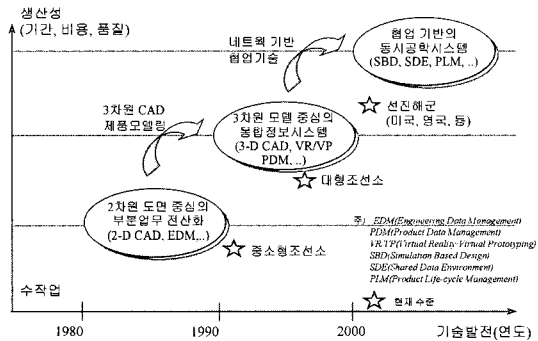 생산성
(기간, 비용, 품질)
네트웍 기반
협업기술
협업 기반의
동시공학시스템
(SBD, SDE, PLM, ..)
3차원 CAD
제품모델링
3차원 모델 중심의
통합정보시스템
(3-D CAD, VR/VP
PDM, ..)
선진해군
(미국, 영국, 등)
대형조선소
2차원 도면 중심의
부분업무 전산화
(2-D CAD, EDM...)
중소형조선소
주) EDM(Engineering Data Management)
PDM(Product Data Management)
VR/VP(Virtual Reality-Virtual Prototyping)
SBD(Simulation Based Design)
SDE(Shared Data Environment)
PLM(Product Life-cycle Management)
수작업
현재 수준
1980
1990
2000
기술발전(연도)